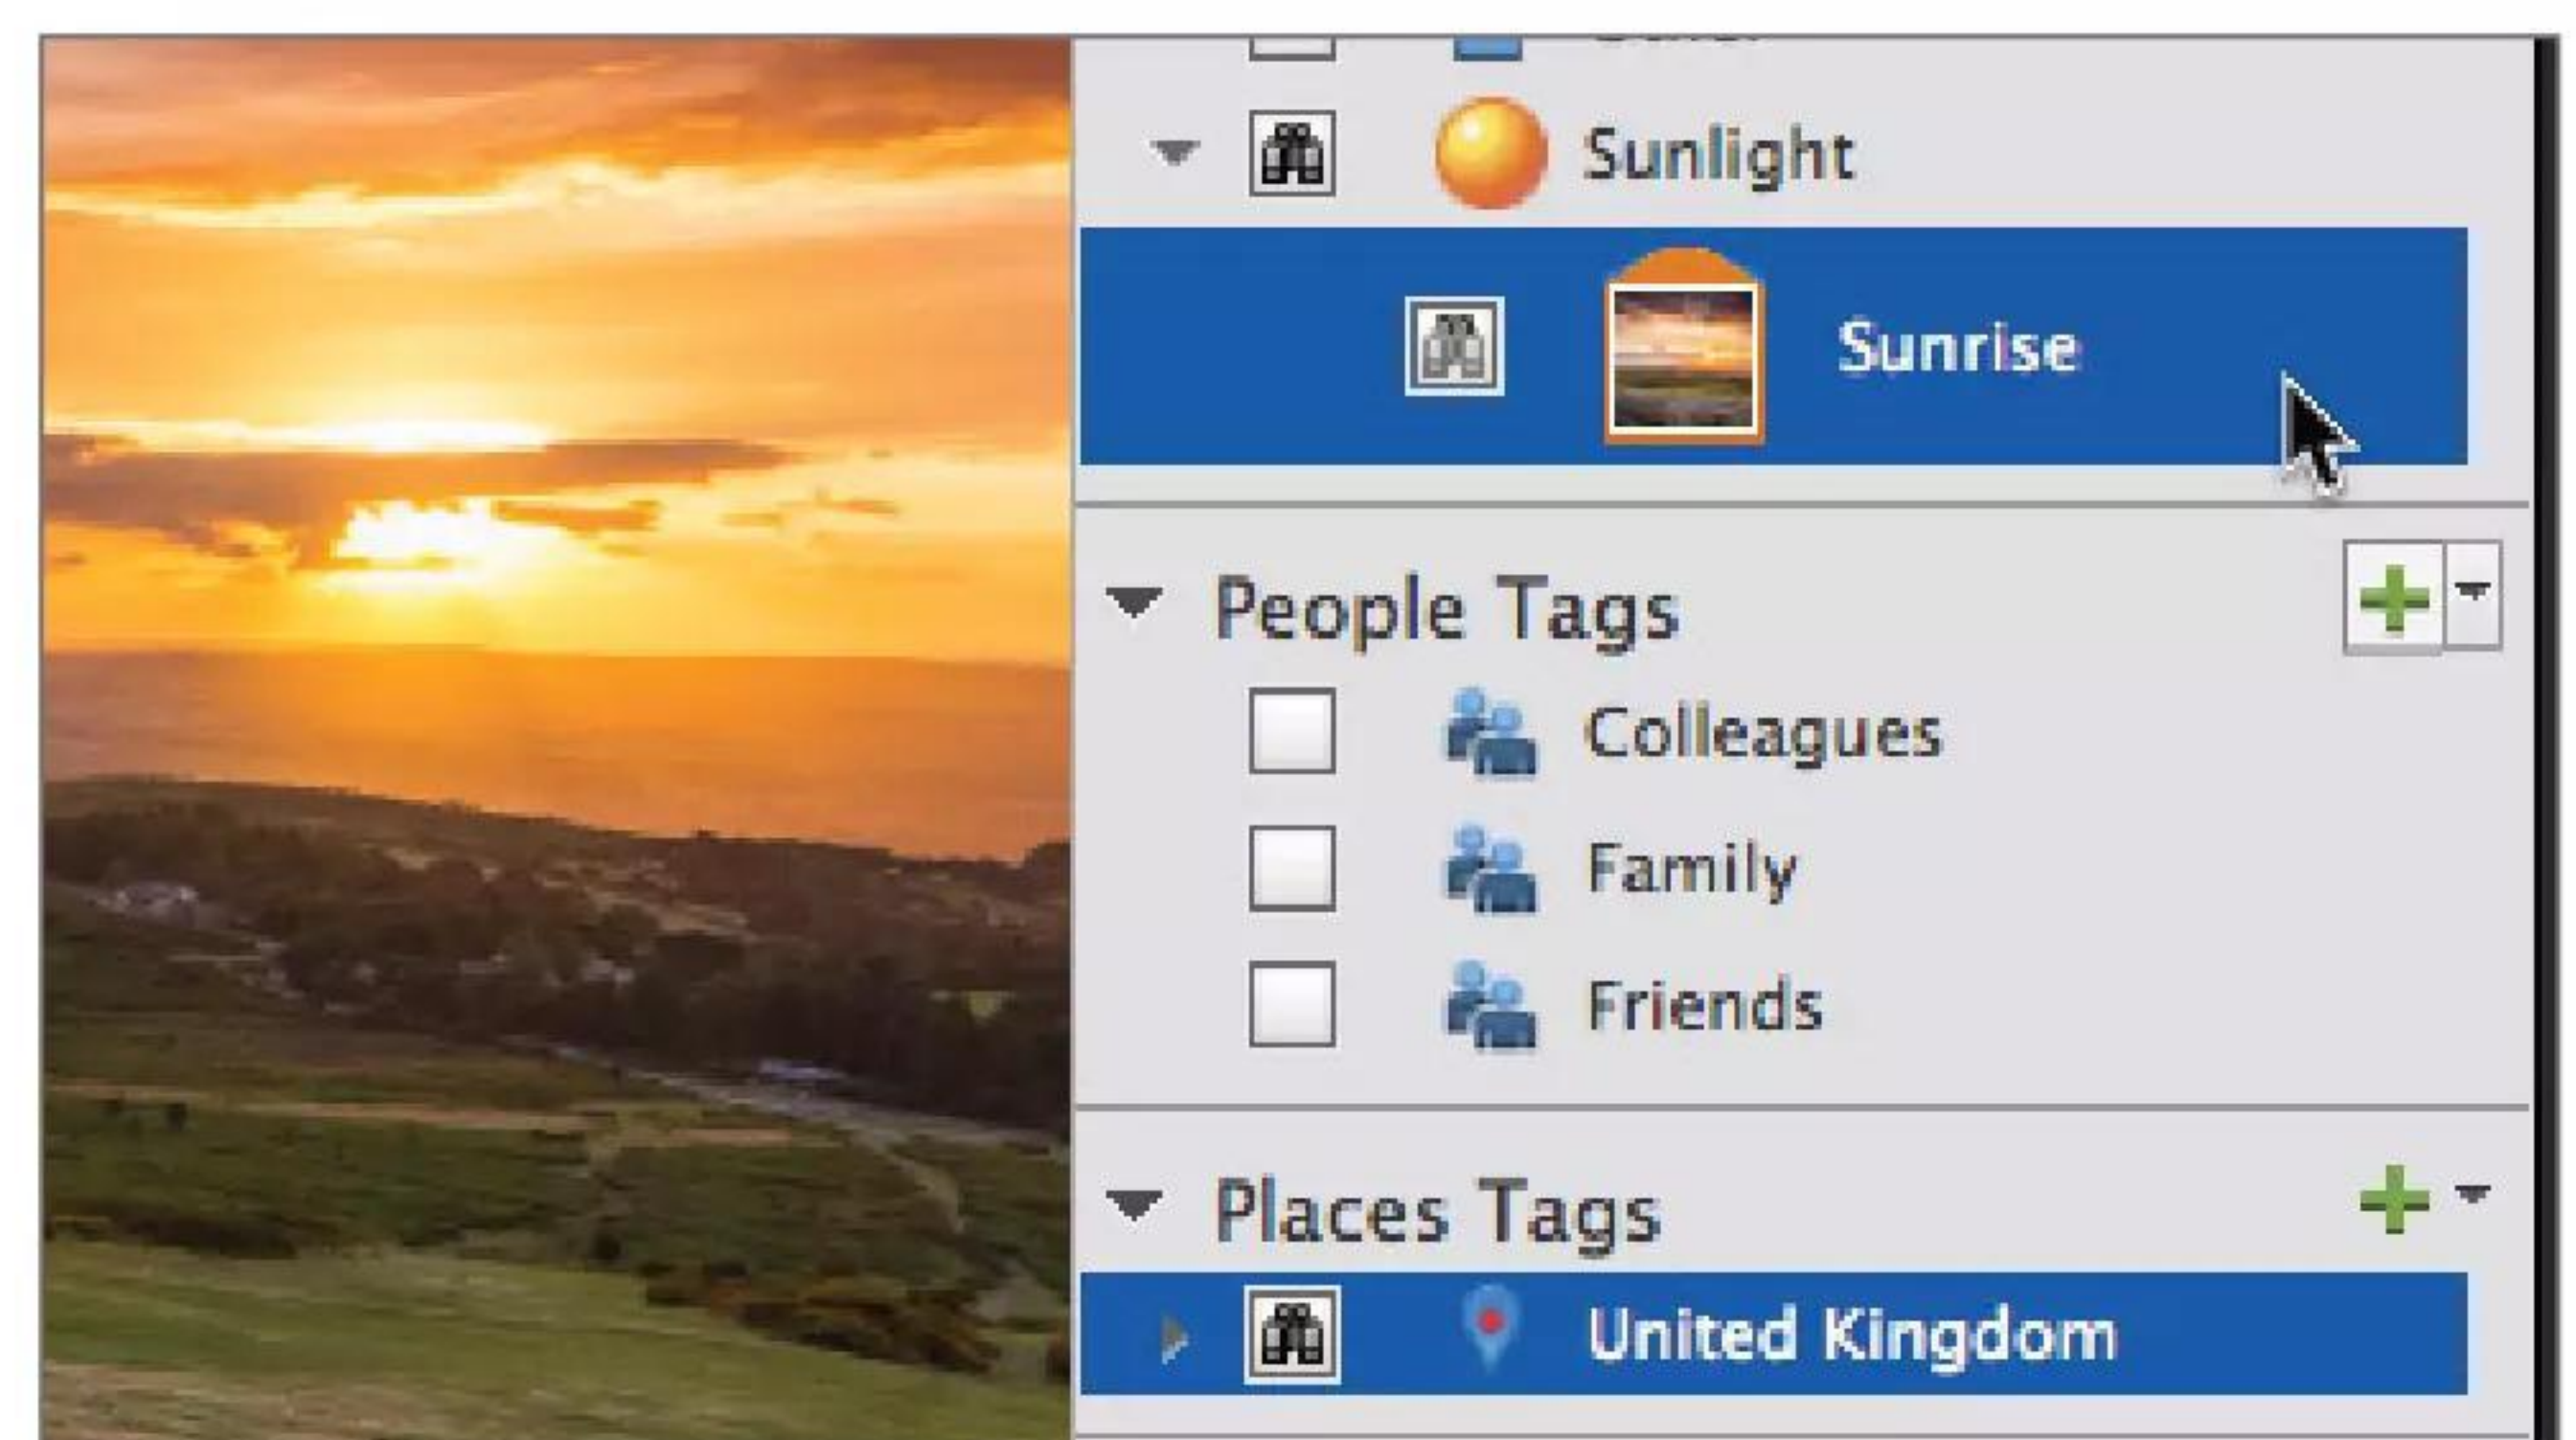 Sunlight
Sunrise
People Tags
Colleagues
Family
Friends
Places Tags
United Kingdom